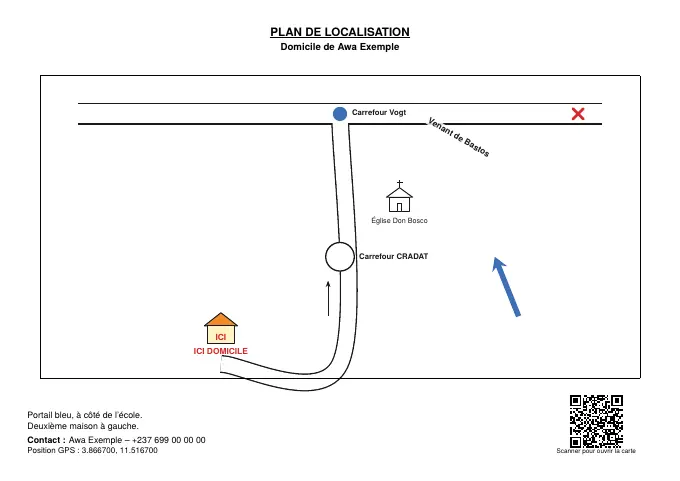 PLAN DE LOCALISATION
Domicile de Awa Exemple
Carrefour Vogt
Venant de Bastos
Église Don Bosco
Carrefour CRADAT
ICI
ICI DOMICILE
Portail bleu, à côté de l'école.
Deuxième maison à gauche.
Contact : Awa Exemple – +237 699 00 00 00
Position GPS : 3.866700, 11.516700
Scanner pour ouvrir la carte